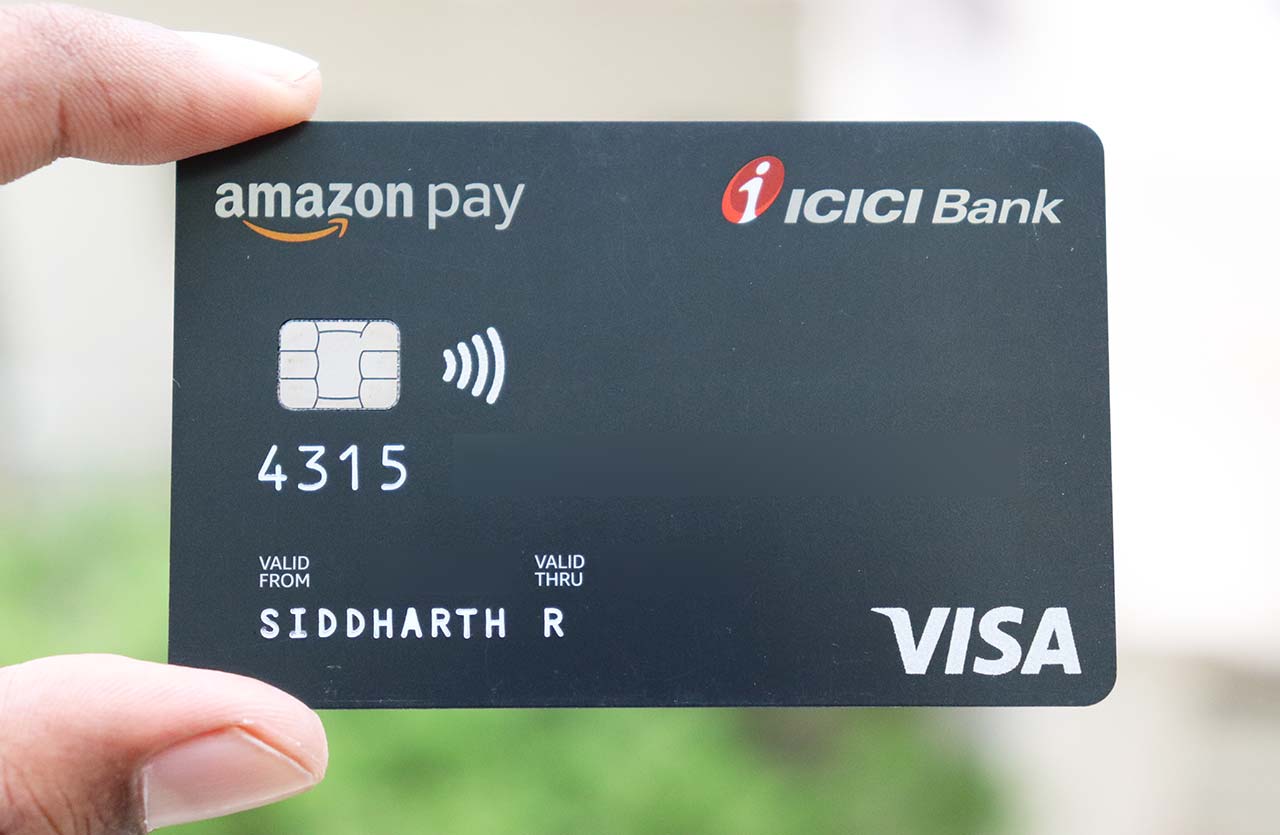 amazon pay
ICICI Bank
4315
VALID FROM
VALID THRU
SIDDHARTH R
VISA